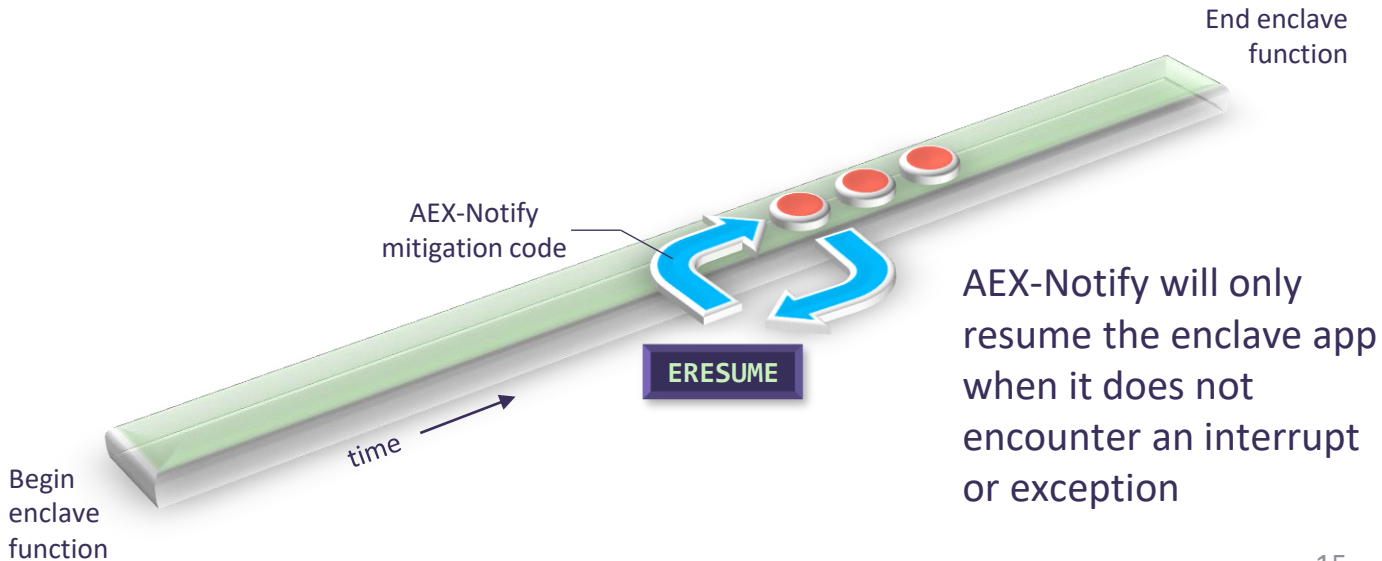 End enclave
function
AEX-Notify
mitigation code
AEX-Notify will only
resume the enclave app
when it does not
encounter an interrupt
or exception
ERESUME
time
Begin
enclave
function
15